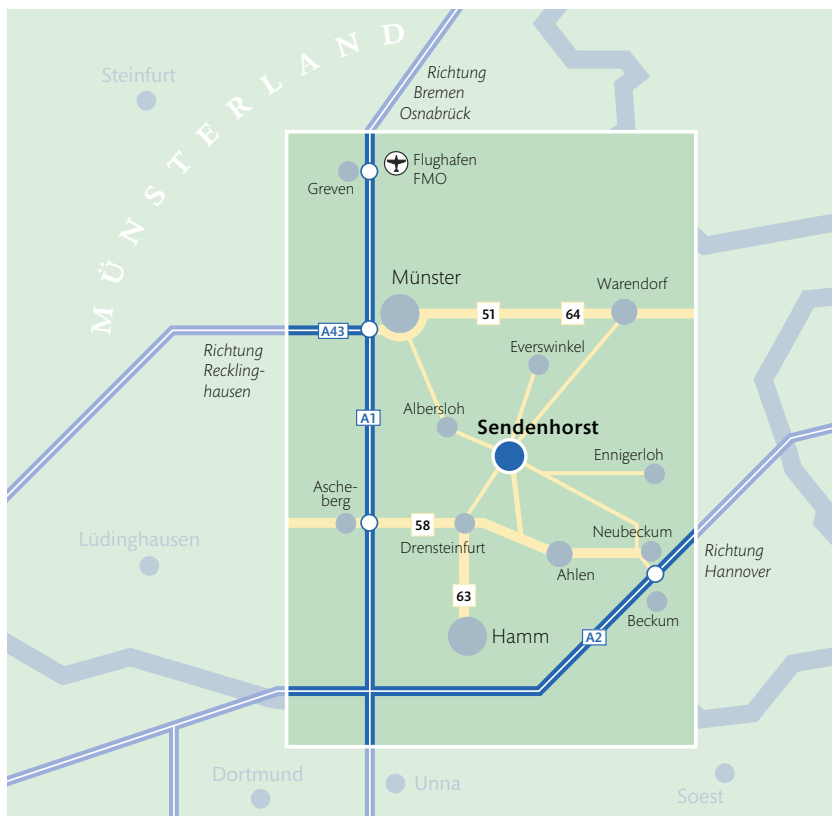 MÜNSTERLAND
Steinfurt
Richtung
Bremen
Osnabrück
Flughafen
FMO
Greven
Münster
Warendorf
51
64
A43
Richtung
Reckling-
hausen
Everswinkel
Albersloh
A1
Sendenhorst
Ennigerloh
Asche-
berg
58
Lüdinghausen
Drensteinfurt
Neubeckum
Richtung
Hannover
Ahlen
63
Beckum
Hamm
A2
Dortmund
Unna
Soest